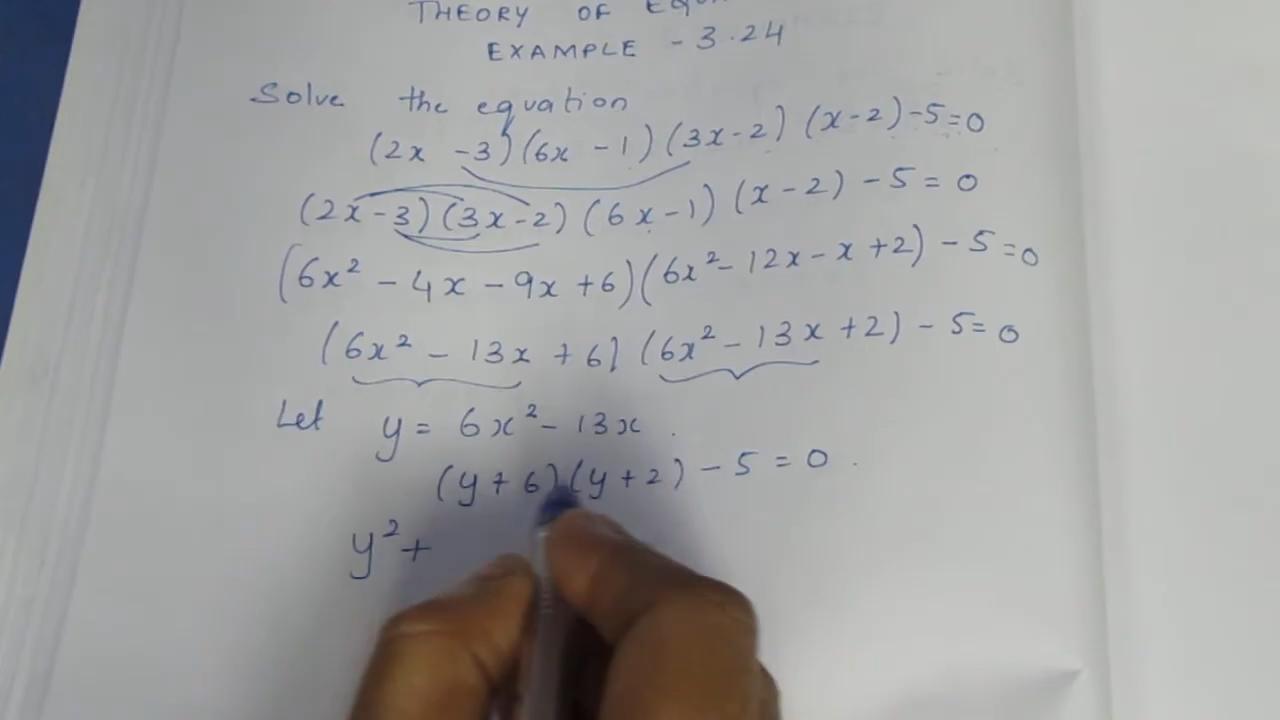 THEORY OF EQU
EXAMPLE - 3.24
Solve the equation
(2x - 3)(6x - 1)(3x - 2)(x - 2) - 5 = 0
(2x - 3)(3x - 2)(6x - 1)(x - 2) - 5 = 0
(6x² - 4x - 9x + 6)(6x² - 12x - x + 2) - 5 = 0
(6x² - 13x + 6)(6x² - 13x + 2) - 5 = 0
Let y = 6x² - 13x.
(y + 6)(y + 2) - 5 = 0.
y² +